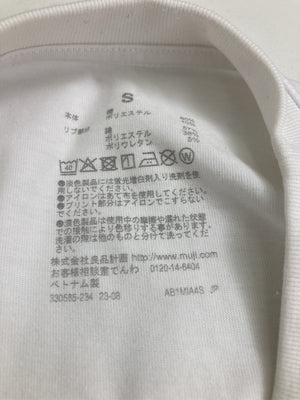 S
本体 綿
ポリエステル
リブ部分 綿
ポリエステル
ポリウレタン
40
●淡色製品には蛍光増白剤入り洗剤を使
用しないでください。
●アイロンはあて布を使用してください。
●プリント部分にはアイロンはかけないで
ください。
●濃色製品は使用中の摩擦や濡れた状態
での接触により色移りする事があります。
洗濯の際は他のものと分けて洗ってくだ
さい。
株式会社良品計画 http://www.muji.com
お客様相談室でんわ 0120-14-6404
ベトナム製
330585-234 23-08 AB1MIA4S JP